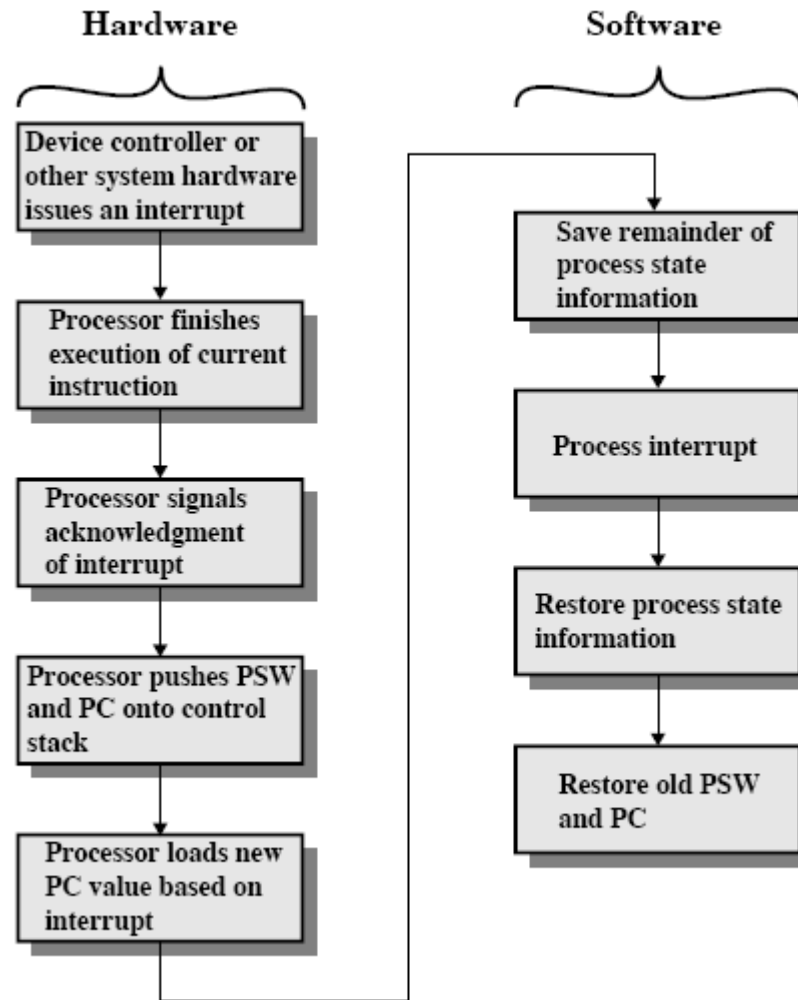 Hardware
Device controller or
other system hardware
issues an interrupt
Processor finishes
execution of current
instruction
Processor signals
acknowledgment
of interrupt
Processor pushes PSW
and PC onto control
stack
Processor loads new
PC value based on
interrupt
Software
Save remainder of
process state
information
Process interrupt
Restore process state
information
Restore old PSW
and PC